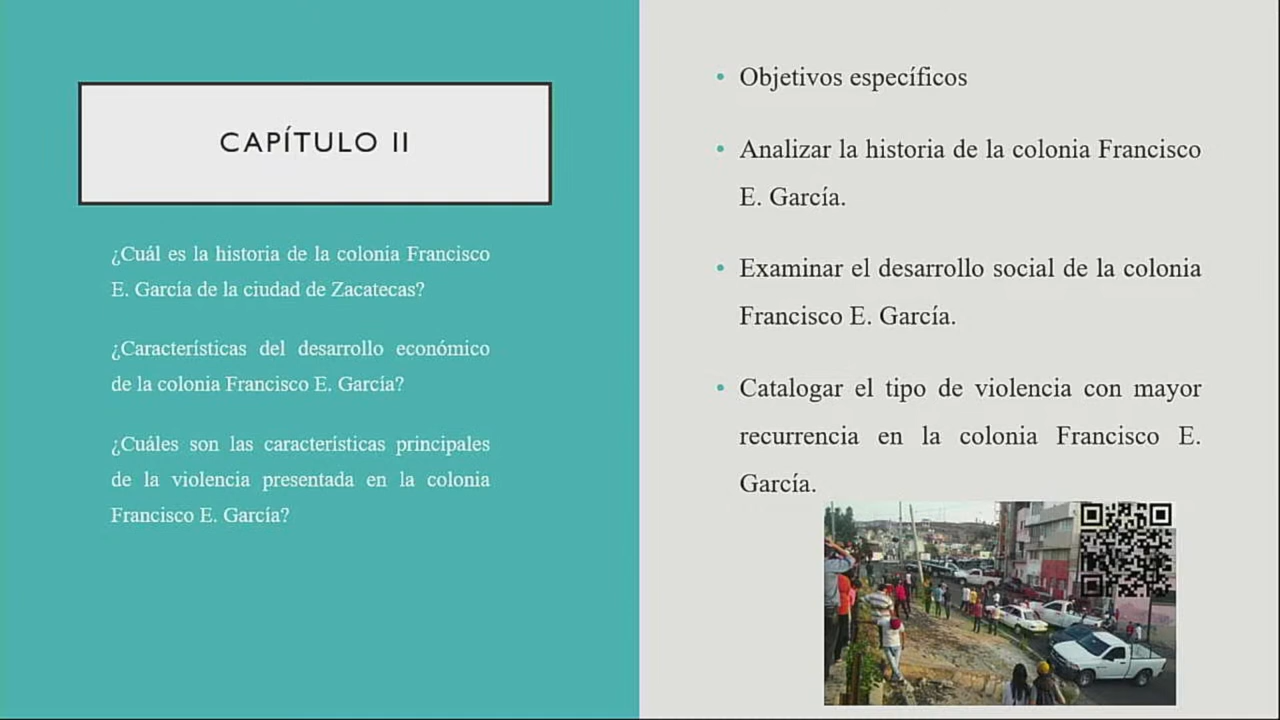 CAPÍTULO II
¿Cuál es la historia de la colonia Francisco
E. García de la ciudad de Zacatecas?
¿Características del desarrollo económico
de la colonia Francisco E. García?
¿Cuáles son las características principales
de la violencia presentada en la colonia
Francisco E. García?
• Objetivos específicos
• Analizar la historia de la colonia Francisco
E. García.
• Examinar el desarrollo social de la colonia
Francisco E. García.
• Catalogar el tipo de violencia con mayor
recurrencia en la colonia Francisco E.
García.